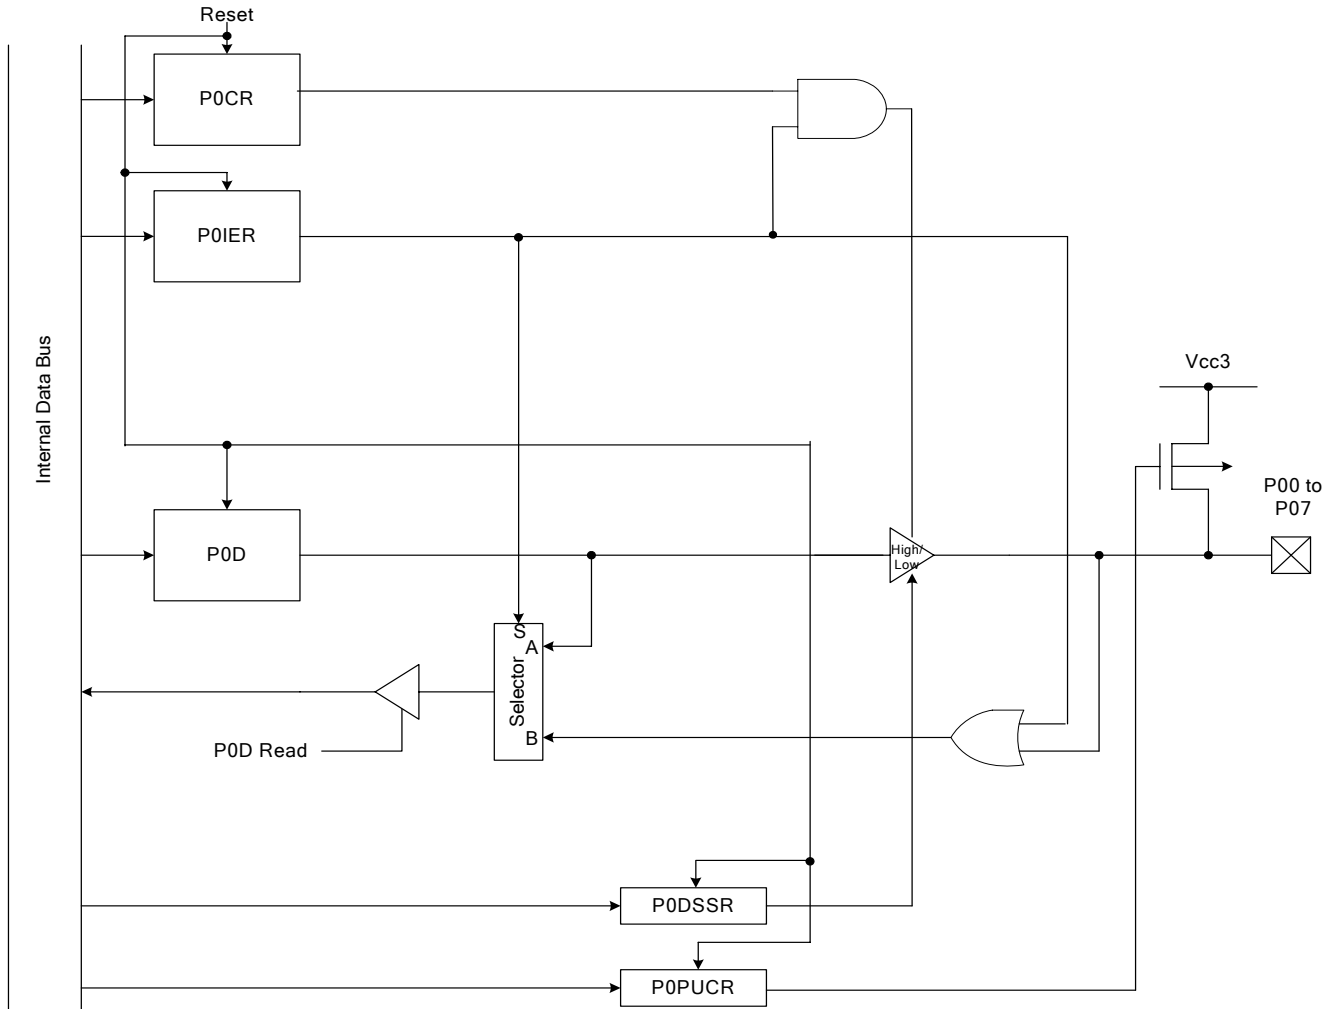 Reset
P0CR
P0IER
Internal Data Bus
Vcc3
P00 to
P07
P0D
High/
Low
S
A
Selector
B
P0D Read
P0DSSR
P0PUCR